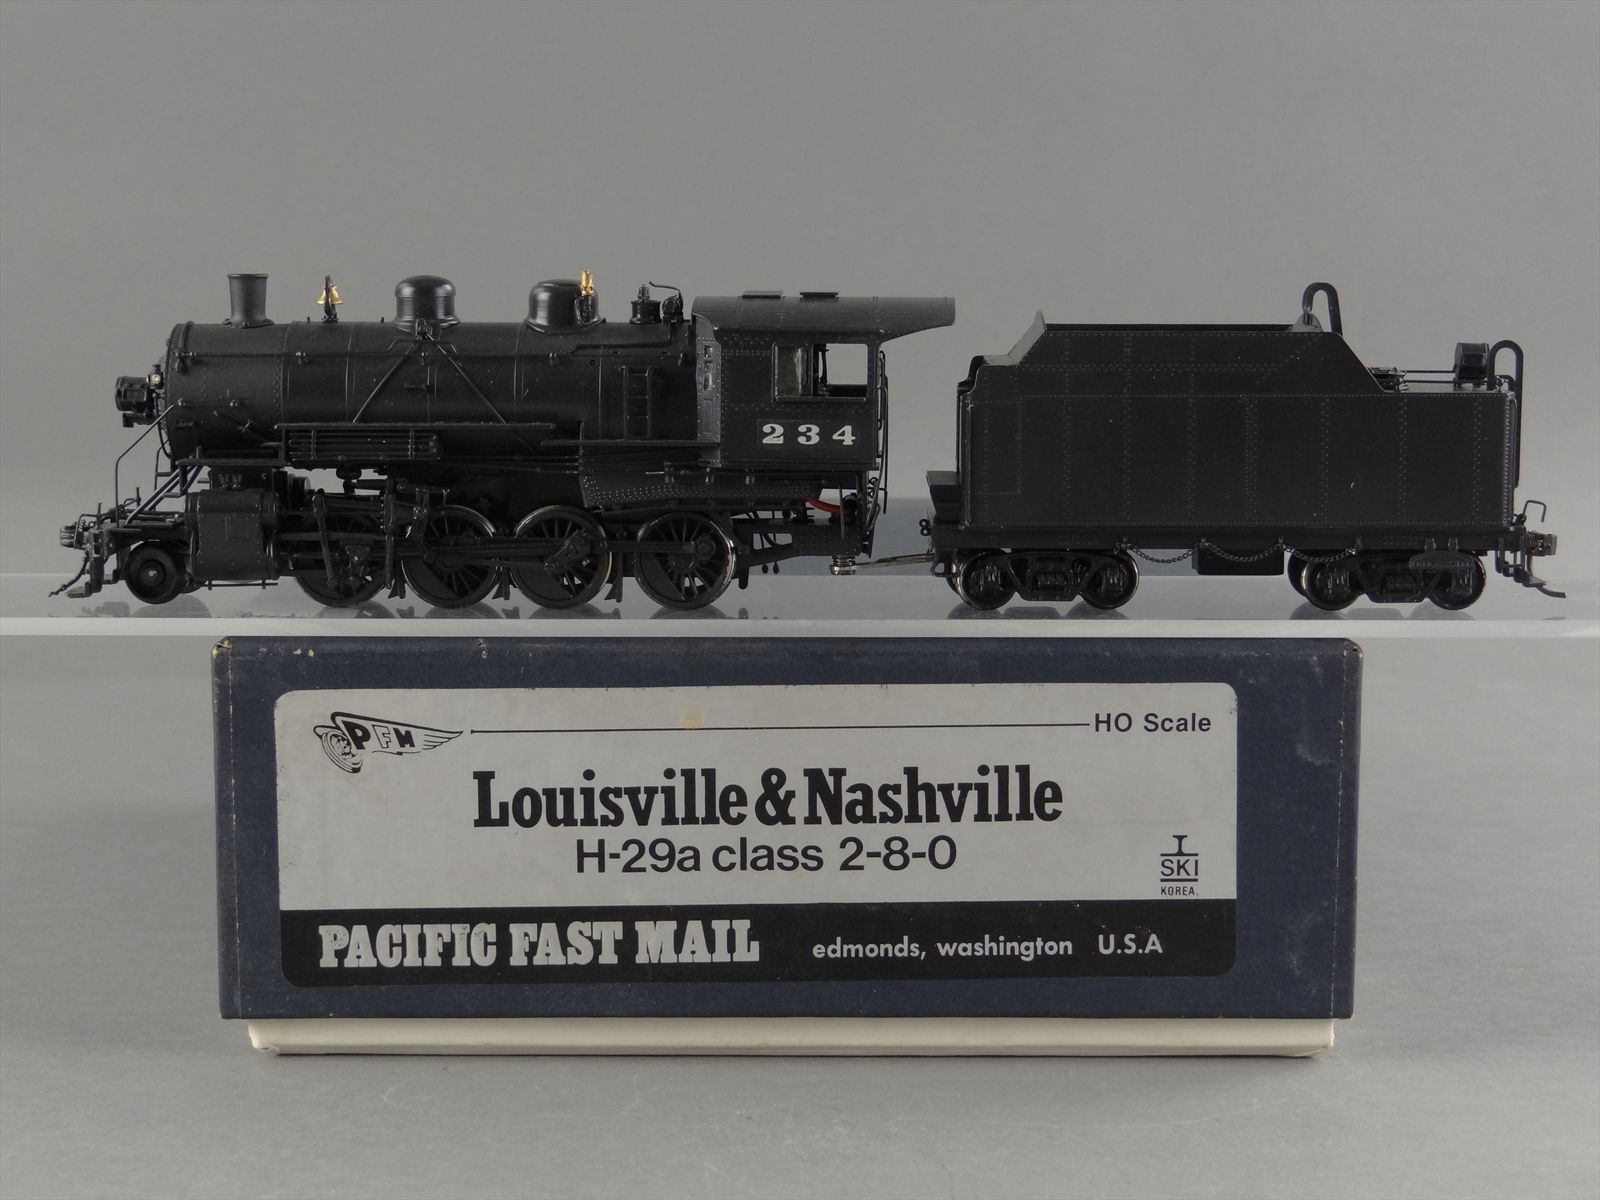 234
PFM
HO Scale
Louisville & Nashville
H-29a class 2-8-0
SKI
KOREA.
PACIFIC FAST MAIL
edmonds, washington U.S.A